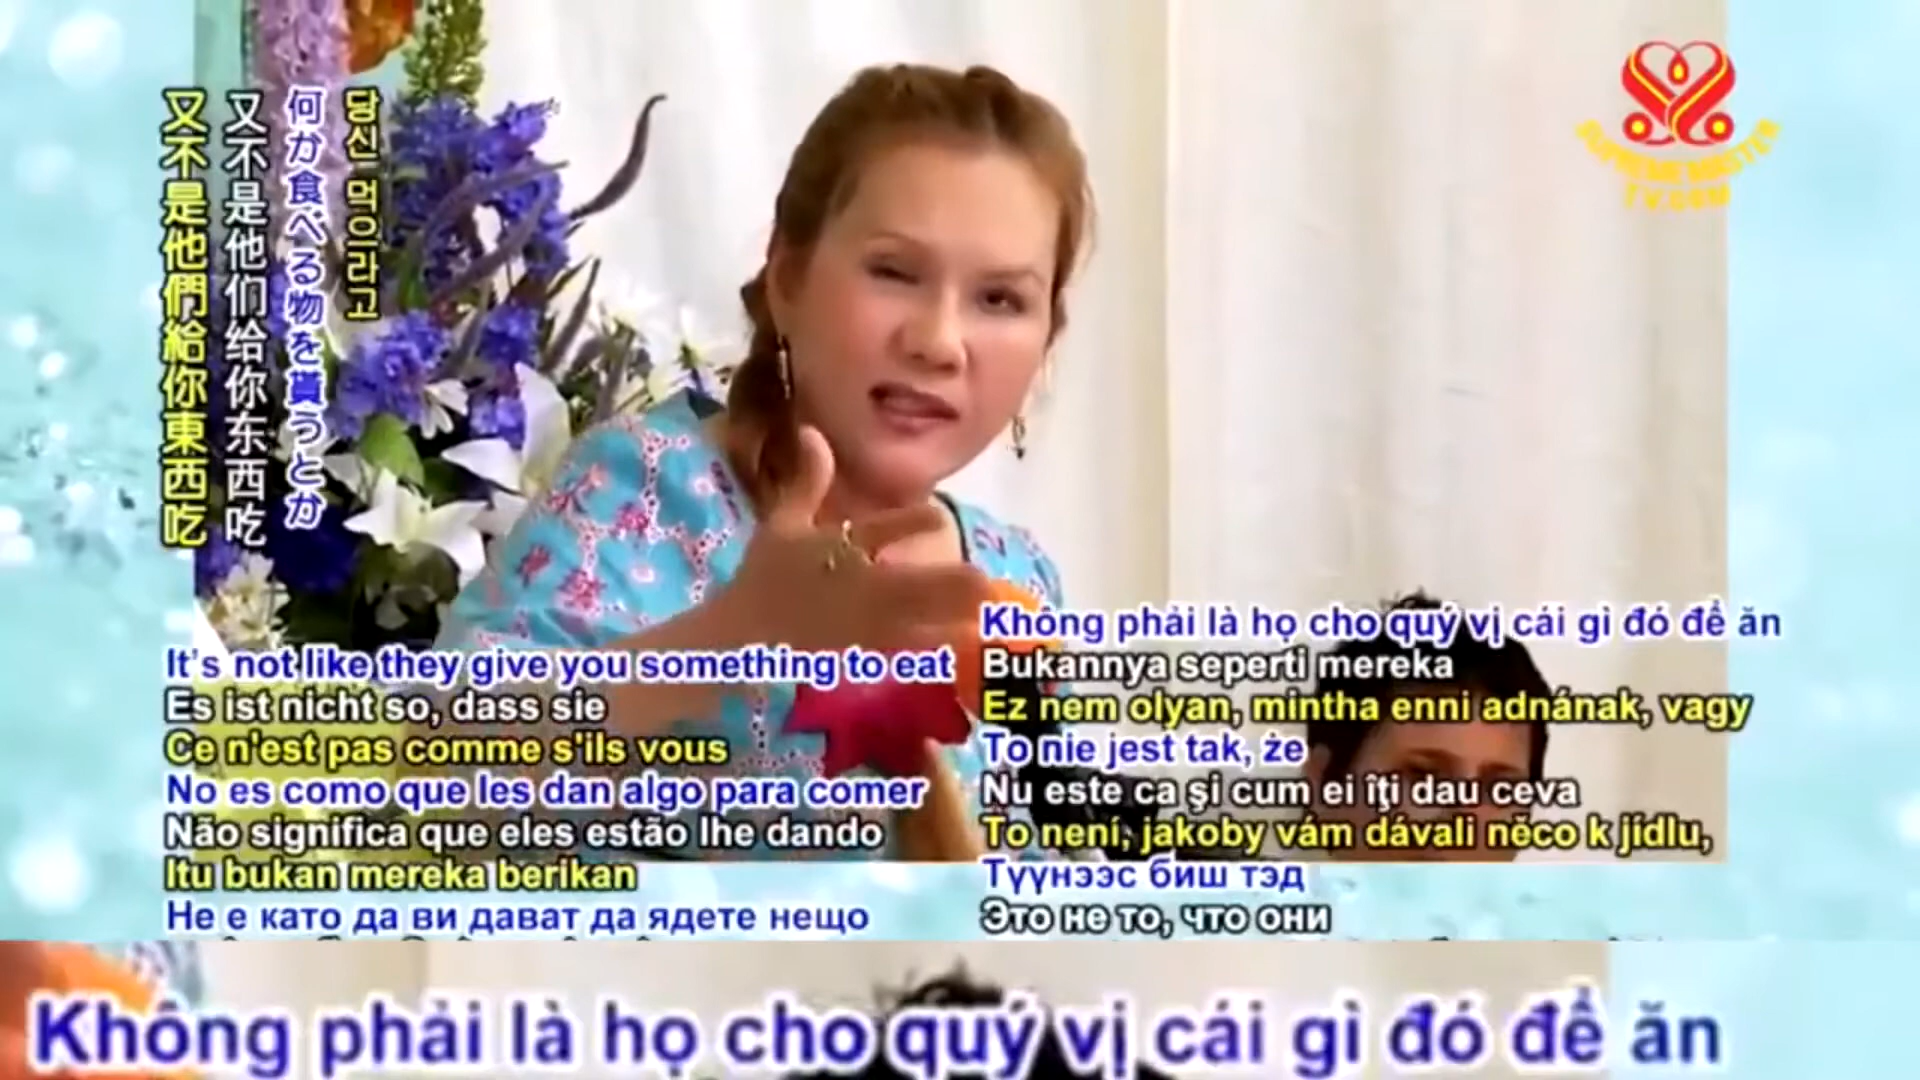 당신 먹으라고
何か食べる物を貰うとか
又不是他们给你东西吃
又不是他們給你東西吃
SUPREMEMASTER
TV.COM
It's not like they give you something to eat
Es ist nicht so, dass sie
Ce n'est pas comme s'ils vous
No es como que les dan algo para comer
Não significa que eles estão lhe dando
Itu bukan mereka berikan
Не е като да ви дават да ядете нещо
Không phải là họ cho quý vị cái gì đó để ăn
Bukannya seperti mereka
Ez nem olyan, mintha enni adnának, vagy
To nie jest tak, że
Nu este ca şi cum ei îţi dau ceva
To není, jakoby vám dávali něco k jídlu,
Түүнээс биш тэд
Это не то, что они
Không phải là họ cho quý vị cái gì đó để ăn